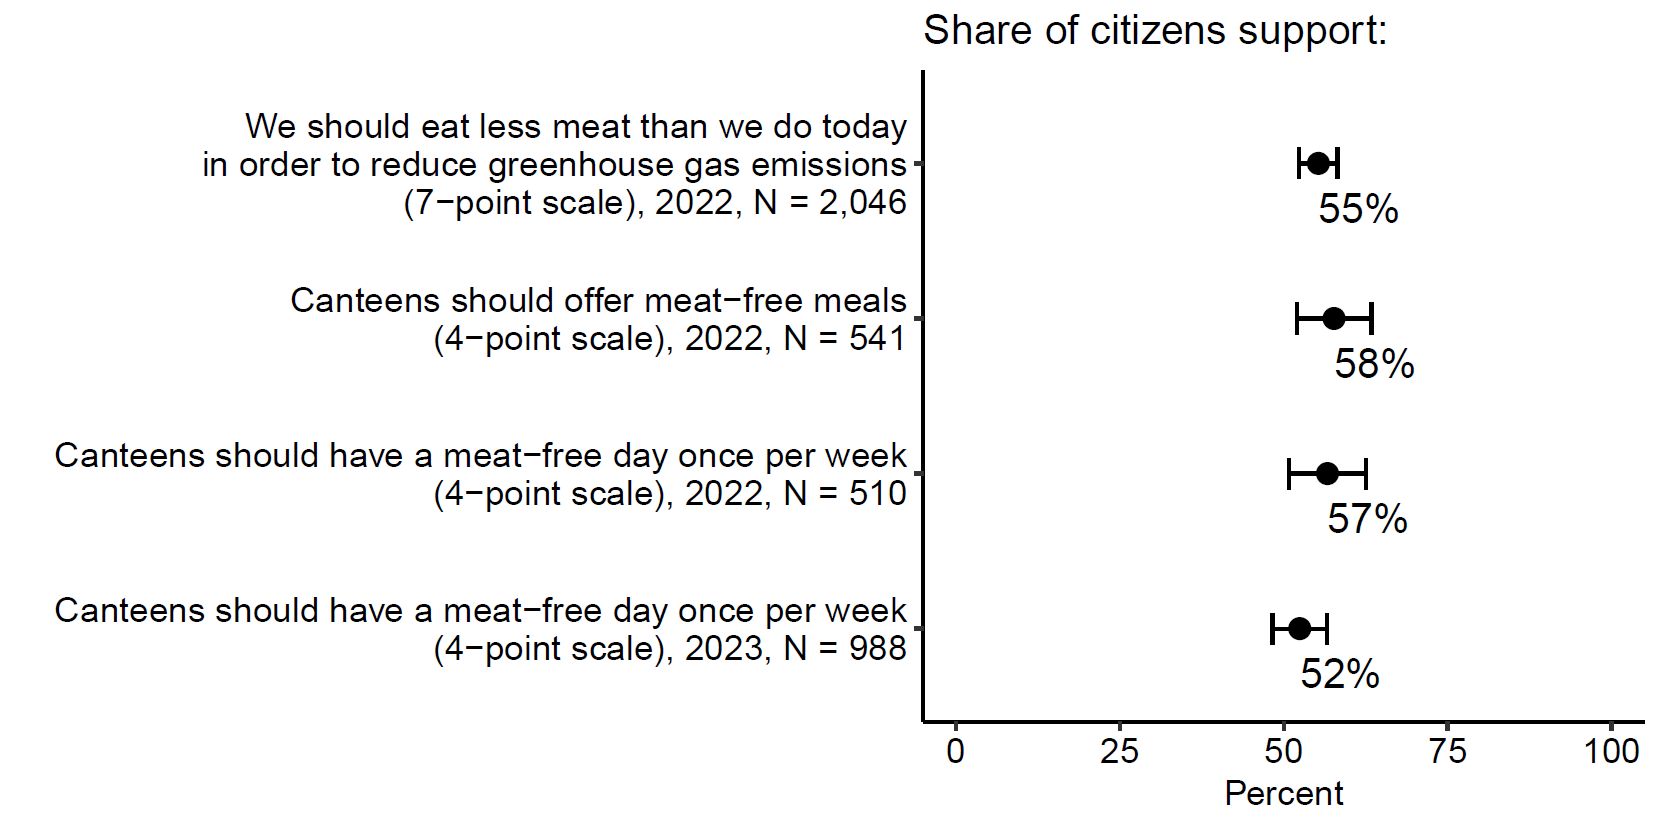 Share of citizens support:
We should eat less meat than we do today
in order to reduce greenhouse gas emissions
(7−point scale), 2022, N = 2,046
55%
Canteens should offer meat−free meals
(4−point scale), 2022, N = 541
58%
Canteens should have a meat−free day once per week
(4−point scale), 2022, N = 510
57%
Canteens should have a meat−free day once per week
(4−point scale), 2023, N = 988
52%
0 25 50 75 100
Percent